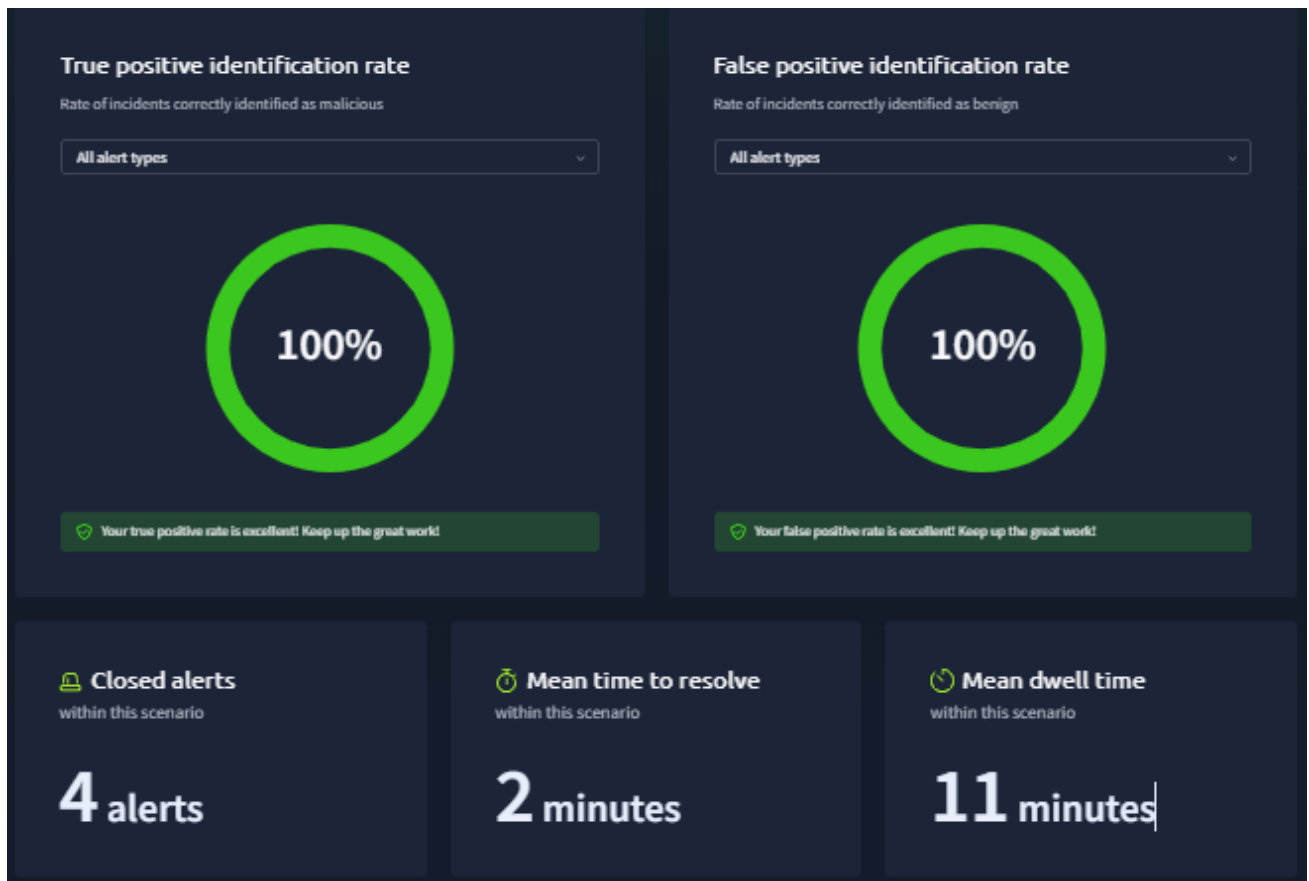 True positive identification rate
Rate of incidents correctly identified as malicious
All alert types
100%
Your true positive rate is excellent! Keep up the great work!
False positive identification rate
Rate of incidents correctly identified as benign
All alert types
100%
Your false positive rate is excellent! Keep up the great work!
Closed alerts
within this scenario
4 alerts
Mean time to resolve
within this scenario
2 minutes
Mean dwell time
within this scenario
11 minutes